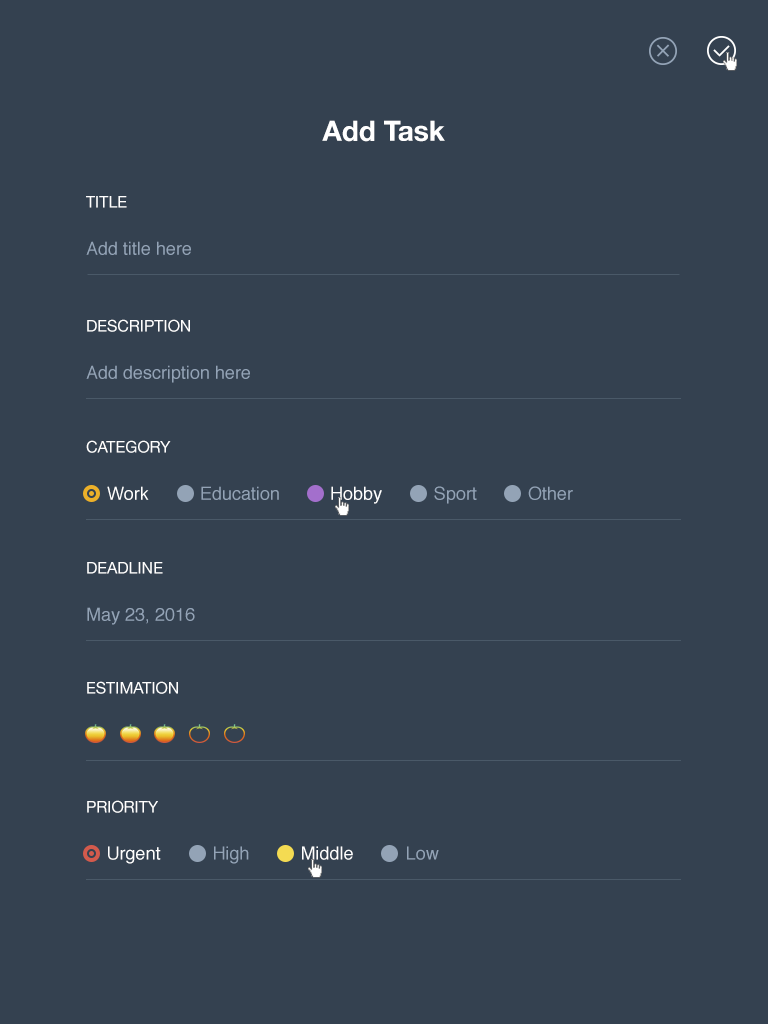 Add Task
TITLE
Add title here
DESCRIPTION
Add description here
CATEGORY
Work Education Hobby Sport Other
DEADLINE
May 23, 2016
ESTIMATION
PRIORITY
Urgent High Middle Low